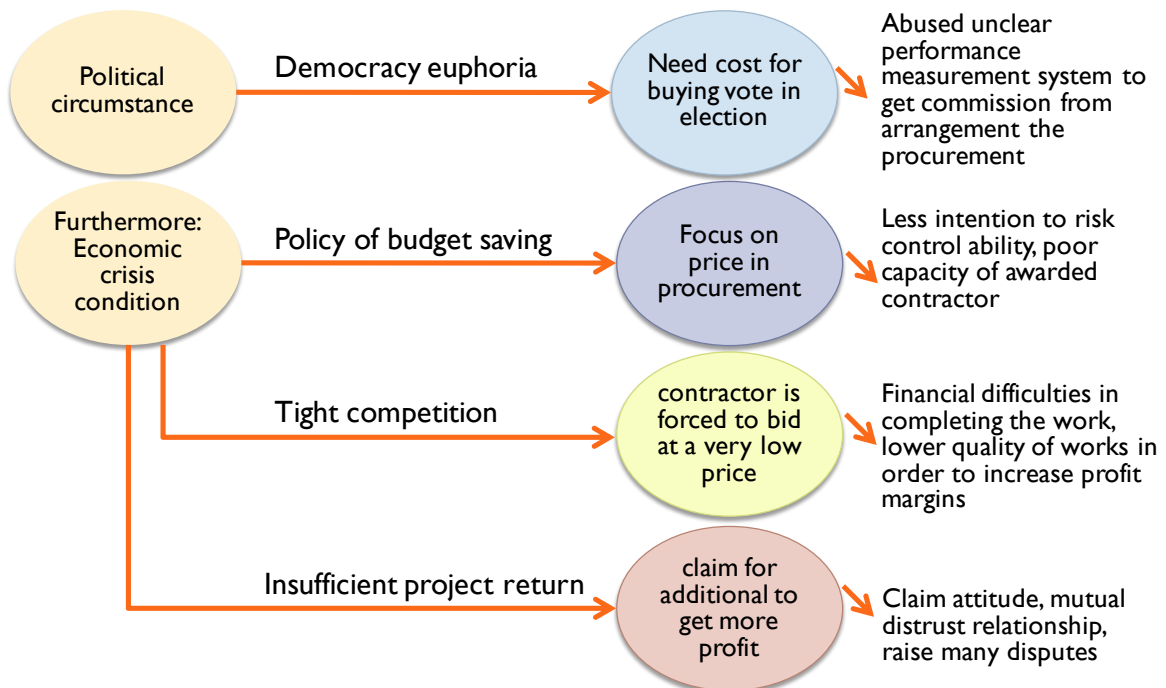 Political
circumstance
Democracy euphoria
Need cost for
buying vote in
election
Abused unclear
performance
measurement system to
get commission from
arrangement the
procurement
Furthermore:
Economic
crisis
condition
Policy of budget saving
Focus on
price in
procurement
Less intention to risk
control ability, poor
capacity of awarded
contractor
Tight competition
contractor is
forced to bid
at a very low
price
Financial difficulties in
completing the work,
lower quality of works in
order to increase profit
margins
Insufficient project return
claim for
additional to
get more
profit
Claim attitude, mutual
distrust relationship,
raise many disputes